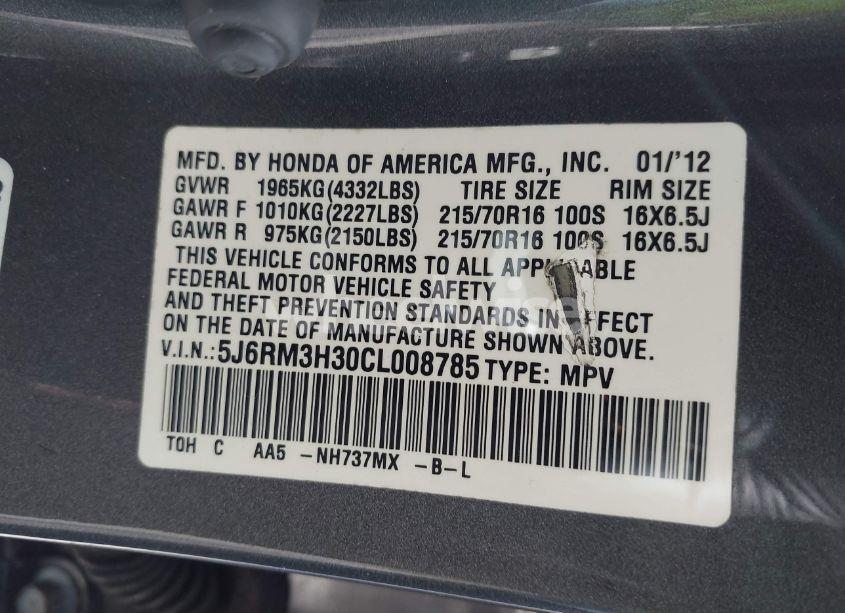 MFD. BY HONDA OF AMERICA MFG., INC. 01/'12
GVWR 1965KG(4332LBS) TIRE SIZE RIM SIZE
GAWR F 1010KG(2227LBS) 215/70R16 100S 16X6.5J
GAWR R 975KG(2150LBS) 215/70R16 100S 16X6.5J
THIS VEHICLE CONFORMS TO ALL APPLICABLE
FEDERAL MOTOR VEHICLE SAFETY
AND THEFT PREVENTION STANDARDS IN EFFECT
ON THE DATE OF MANUFACTURE SHOWN ABOVE.
V.I.N.: 5J6RM3H30CL008785 TYPE: MPV
TOH C AA5 -NH737MX -B-L